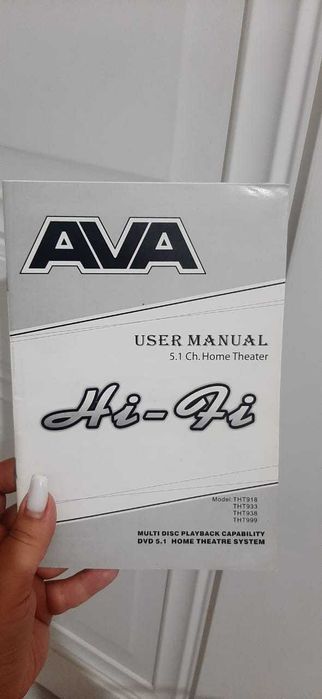 AVA
USER MANUAL
5.1 Ch. Home Theater
Hi-Fi
Model: THT918
THT933
THT938
THT999
MULTI DISC PLAYBACK CAPABILITY
DVD 5.1 HOME THEATRE SYSTEM